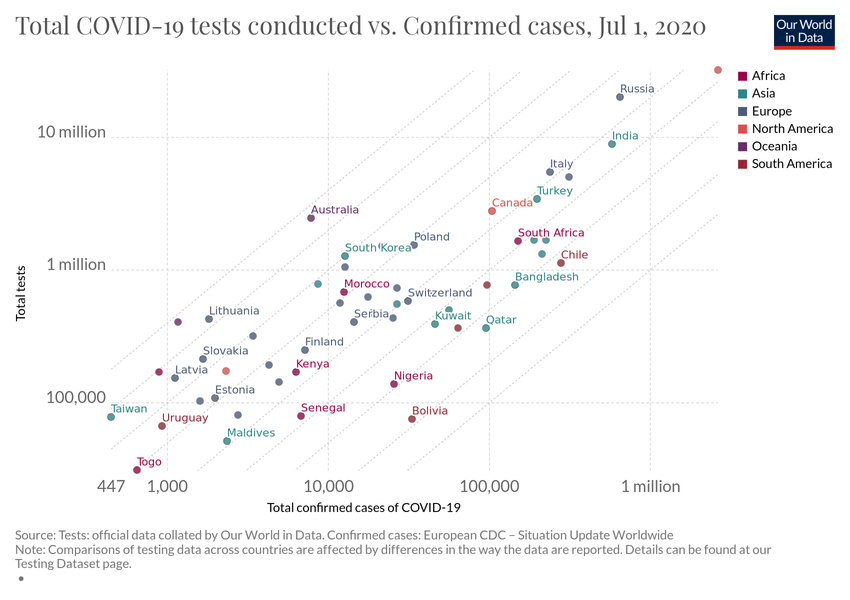 Total COVID-19 tests conducted vs. Confirmed cases, Jul 1, 2020
Our World
in Data
Africa
Asia
Europe
North America
Oceania
South America
Russia
10 million
India
Italy
Turkey
Canada
Australia
South Africa
Poland
South Korea
Chile
1 million
Bangladesh
Morocco
Switzerland
Total tests
Lithuania
Serbia
Kuwait
Qatar
Finland
Slovakia
Kenya
Latvia
Nigeria
Estonia
100,000
Taiwan
Senegal
Bolivia
Uruguay
Maldives
Togo
447
1,000
10,000
100,000
1 million
Total confirmed cases of COVID-19
Source: Tests: official data collated by Our World in Data. Confirmed cases: European CDC – Situation Update Worldwide
Note: Comparisons of testing data across countries are affected by differences in the way the data are reported. Details can be found at our
Testing Dataset page.